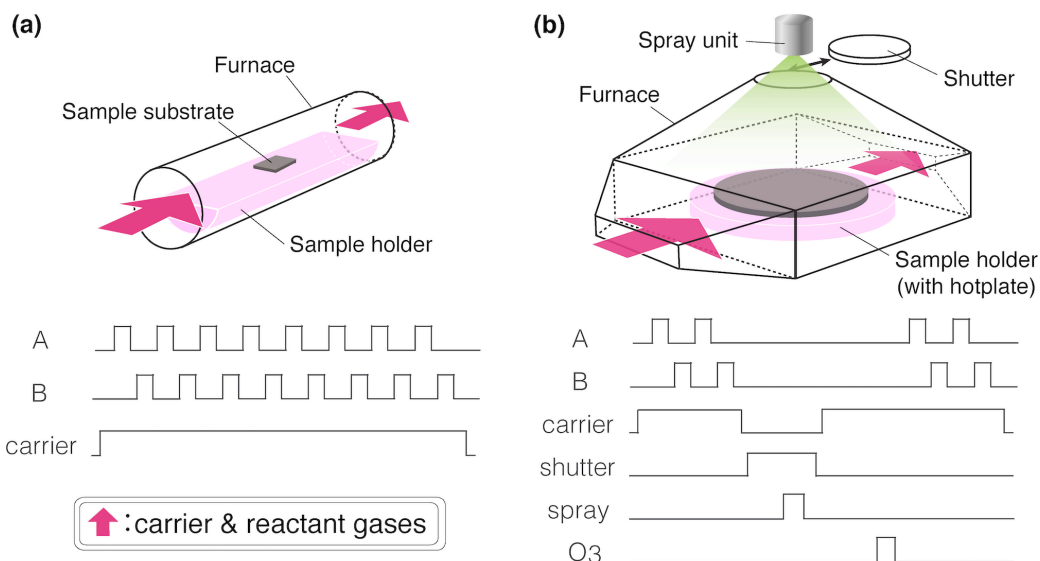 (a)
Furnace
Sample substrate
Sample holder
A
B
carrier
:carrier & reactant gases
(b)
Spray unit
Shutter
Furnace
Sample holder
(with hotplate)
A
B
carrier
shutter
spray
O3